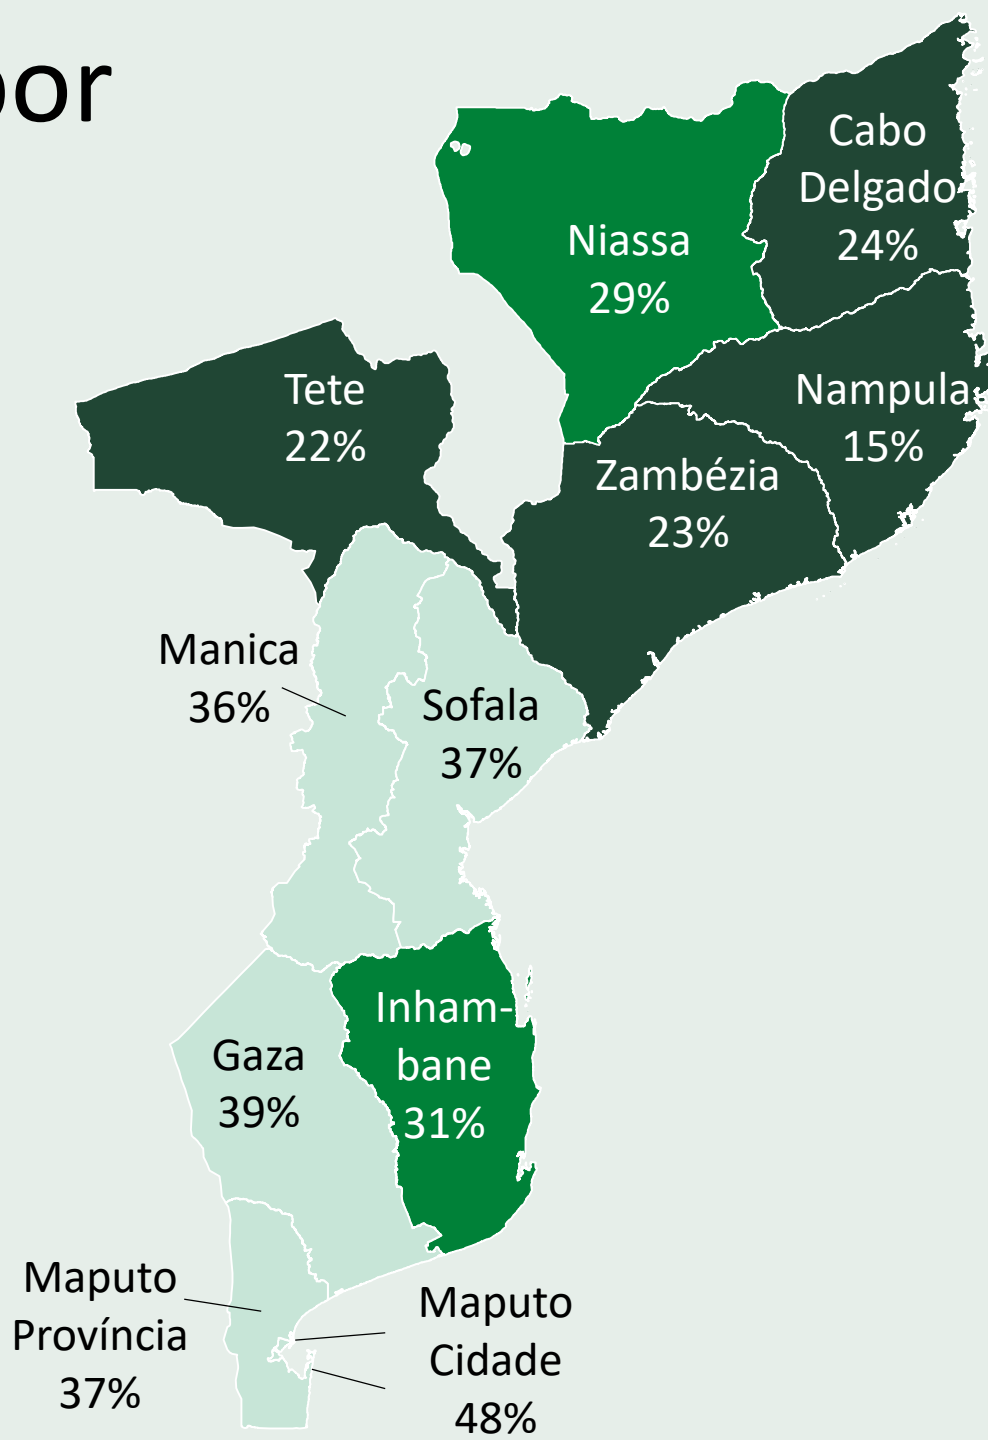 Cabo
Delgado
24%
Niassa
29%
Nampula
15%
Tete
22%
Zambézia
23%
Manica
36%
Sofala
37%
Inham-
bane
31%
Gaza
39%
Maputo
Província
37%
Maputo
Cidade
48%